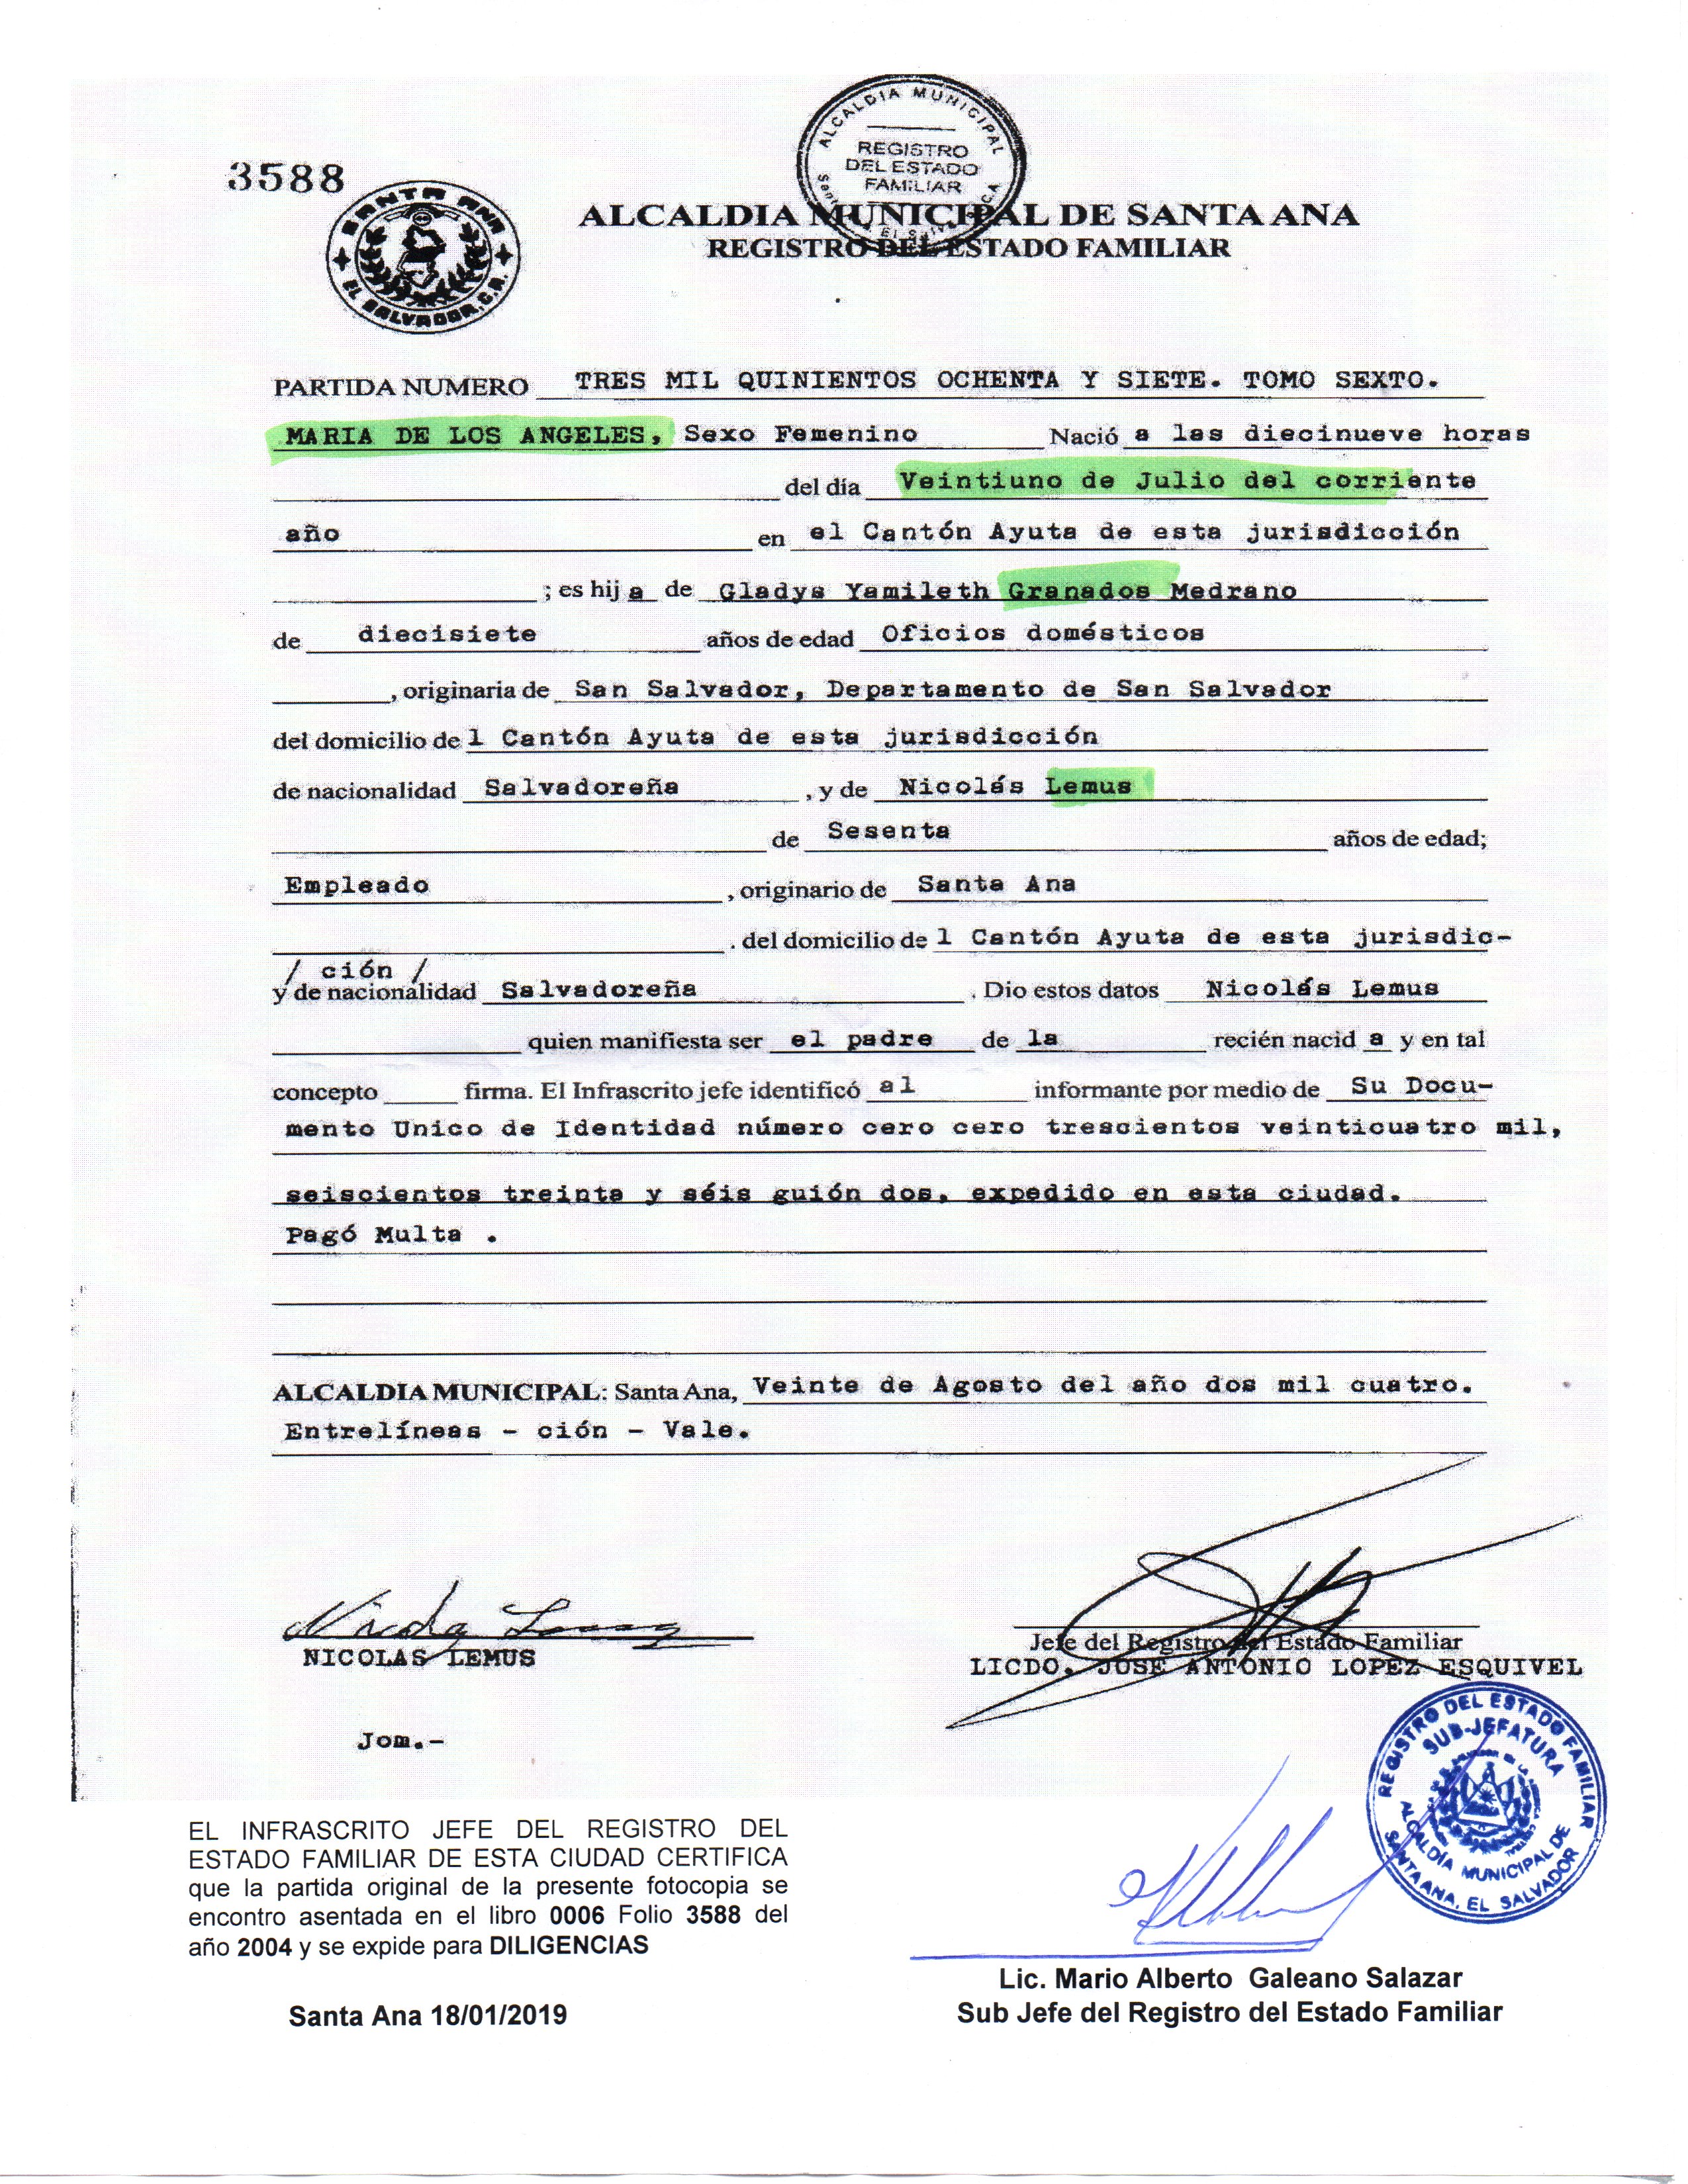 3588
ALCALDIA MUNICIPAL
REGISTRO
DEL ESTADO
FAMILIAR
SANTA ANA
EL SALVADOR, C.A.
ALCALDIA MUNICIPAL DE SANTA ANA
REGISTRO DEL ESTADO FAMILIAR
PARTIDA NUMERO TRES MIL QUINIENTOS OCHENTA Y SIETE. TOMO SEXTO.
MARIA DE LOS ANGELES, Sexo Femenino Nació a las diecinueve horas
del día Veintiuno de Julio del corriente
año en el Cantón Ayuta de esta jurisdicción
; es hij a de Gladys Yamileth Granados Medrano
de diecisiete años de edad Oficios domésticos
, originaria de San Salvador, Departamento de San Salvador
del domicilio de l Cantón Ayuta de esta jurisdicción
de nacionalidad Salvadoreña , y de Nicolás Lemus
de Sesenta años de edad;
Empleado , originario de Santa Ana
. del domicilio de l Cantón Ayuta de esta jurisdic-
/ ción /
y de nacionalidad Salvadoreña . Dio estos datos Nicolás Lemus
quien manifiesta ser el padre de la recién nacid a y en tal
concepto firma. El Infrascrito jefe identificó al informante por medio de Su Docu-
mento Unico de Identidad número cero cero trescientos veinticuatro mil,
seiscientos treinta y séis guión dos, expedido en esta ciudad.
Pagó Multa .
ALCALDIA MUNICIPAL: Santa Ana, Veinte de Agosto del año dos mil cuatro.
Entrelíneas - ción - Vale.
NICOLAS LEMUS
Jefe del Registro del Estado Familiar
LICDO. JOSE ANTONIO LOPEZ ESQUIVEL
Jom.-
REGISTRO DEL ESTADO FAMILIAR
SUB-JEFATURA
ALCALDÍA MUNICIPAL DE
SANTA ANA, EL SALVADOR
EL INFRASCRITO JEFE DEL REGISTRO DEL
ESTADO FAMILIAR DE ESTA CIUDAD CERTIFICA
que la partida original de la presente fotocopia se
encontro asentada en el libro 0006 Folio 3588 del
año 2004 y se expide para DILIGENCIAS
Santa Ana 18/01/2019
Lic. Mario Alberto Galeano Salazar
Sub Jefe del Registro del Estado Familiar